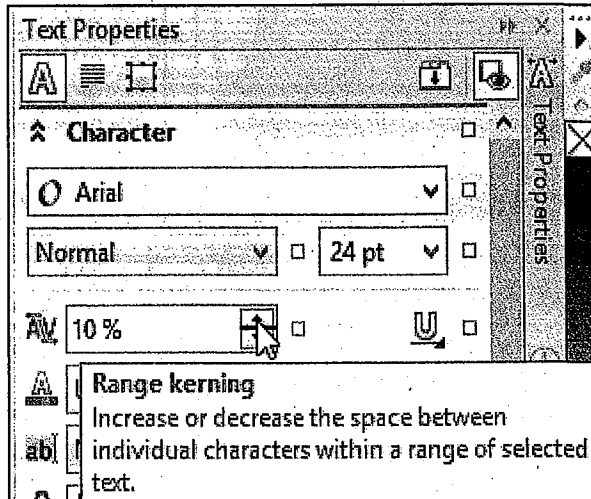 Text Properties
Character
O Arial
Normal
24 pt
10 %
U
Range kerning
Increase or decrease the space between
individual characters within a range of selected
text.
ab
Text Properties